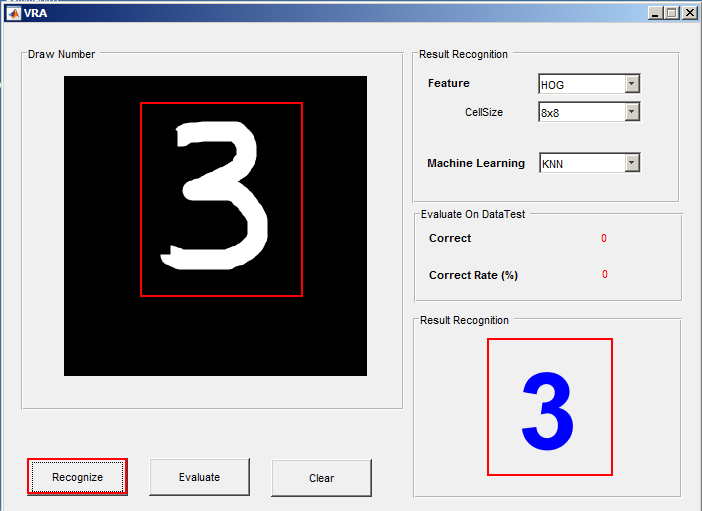 VRA
Draw Number
3
Recognize
Evaluate
Clear
Result Recognition
Feature
HOG
CellSize
8x8
Machine Learning
KNN
Evaluate On DataTest
Correct
0
Correct Rate (%)
0
Result Recognition
3